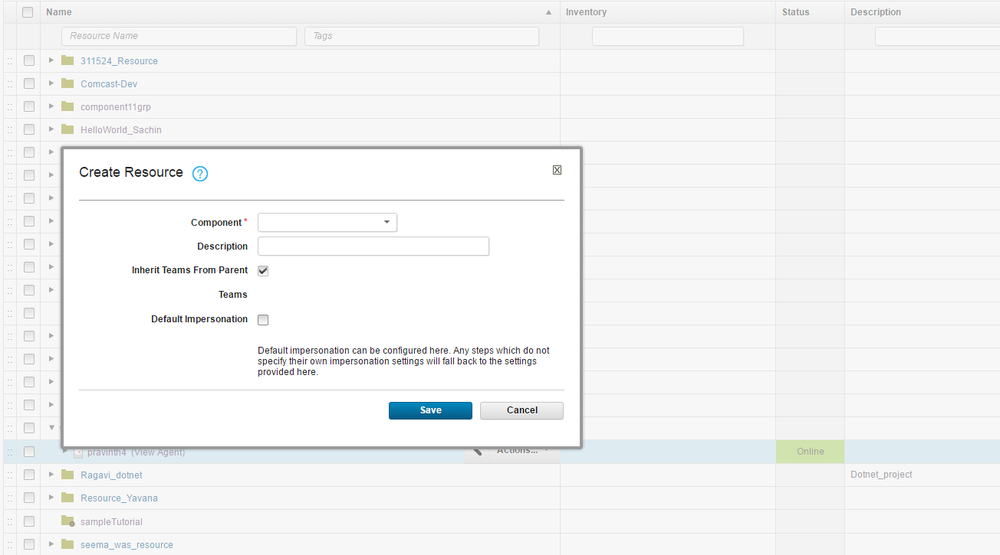 Name ▲ Inventory Status Description
Resource Name Tags
311524_Resource
Comcast-Dev
component11grp
HelloWorld_Sachin
Create Resource ?
Component *
Description
Inherit Teams From Parent
Teams
Default Impersonation
Default impersonation can be configured here. Any steps which do not
specify their own impersonation settings will fall back to the settings
provided here.
Save Cancel
pravinth4 (View Agent) Actions... Online
Ragavi_dotnet Dotnet_project
Resource_Yavana
sampleTutorial
seema_was_resource